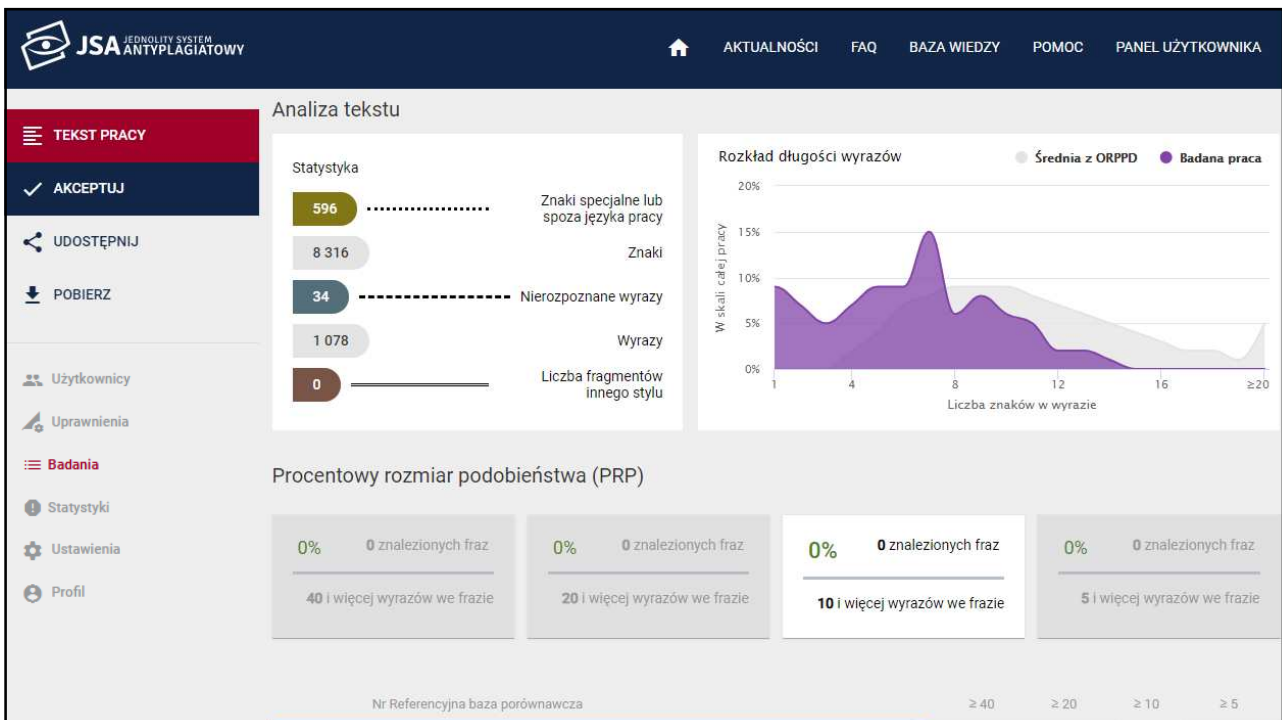 JSA JEDNOLITY SYSTEM
ANTYPLAGIATOWY
AKTUALNOŚCI FAQ BAZA WIEDZY POMOC PANEL UŻYTKOWNIKA
TEKST PRACY
AKCEPTUJ
UDOSTĘPNIJ
POBIERZ
Użytkownicy
Uprawnienia
Badania
Statystyki
Ustawienia
Profil
Analiza tekstu
Statystyka
596 Znaki specjalne lub
spoza języka pracy
8 316 Znaki
34 Nierozpoznane wyrazy
1 078 Wyrazy
0 Liczba fragmentów
innego stylu
Rozkład długości wyrazów
Średnia z ORPPD Badana praca
W skali całej pracy
20%
15%
10%
5%
0%
1 4 8 12 16 ≥20
Liczba znaków w wyrazie
Procentowy rozmiar podobieństwa (PRP)
0% 0 znalezionych fraz
40 i więcej wyrazów we frazie
0% 0 znalezionych fraz
20 i więcej wyrazów we frazie
0% 0 znalezionych fraz
10 i więcej wyrazów we frazie
0% 0 znalezionych fraz
5 i więcej wyrazów we frazie
Nr Referencyjna baza porównawcza ≥ 40 ≥ 20 ≥ 10 ≥ 5